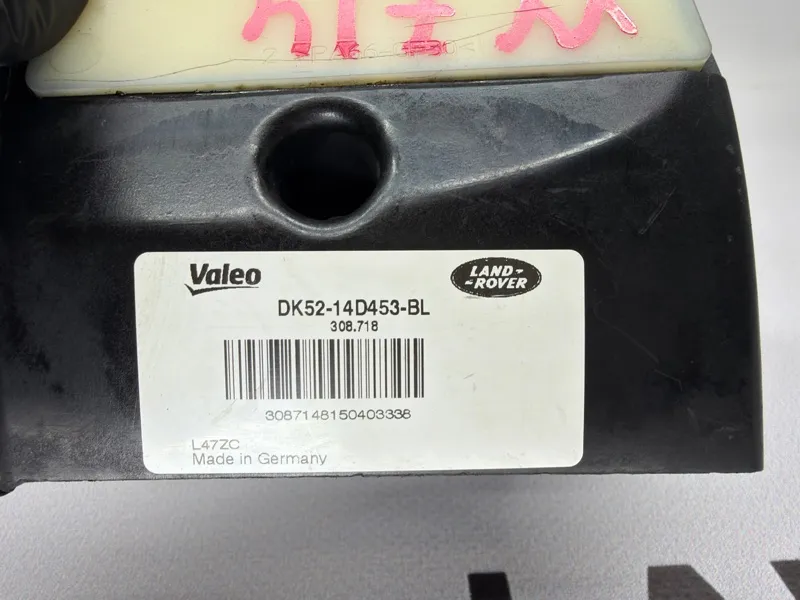 Valeo
LAND
ROVER
DK52-14D453-BL
308.718
3087148150403338
L47ZC
Made in Germany